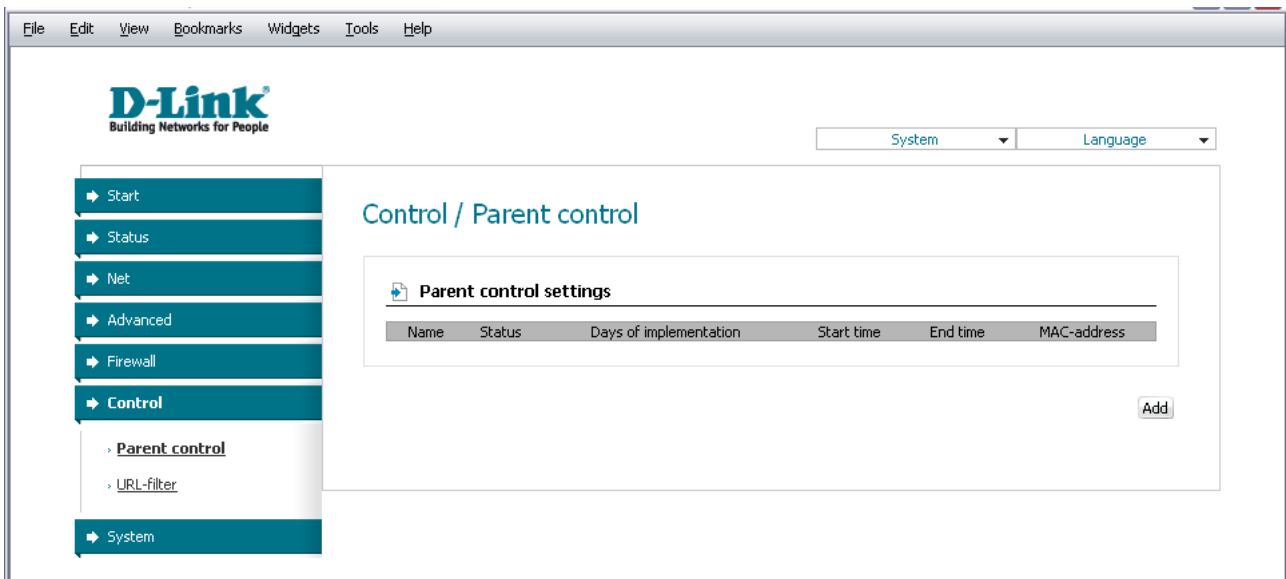 File Edit View Bookmarks Widgets Tools Help
D-Link
Building Networks for People
System Language
Start
Status
Net
Advanced
Firewall
Control
Parent control
URL-filter
System
Control / Parent control
Parent control settings
Name Status Days of implementation Start time End time MAC-address
Add